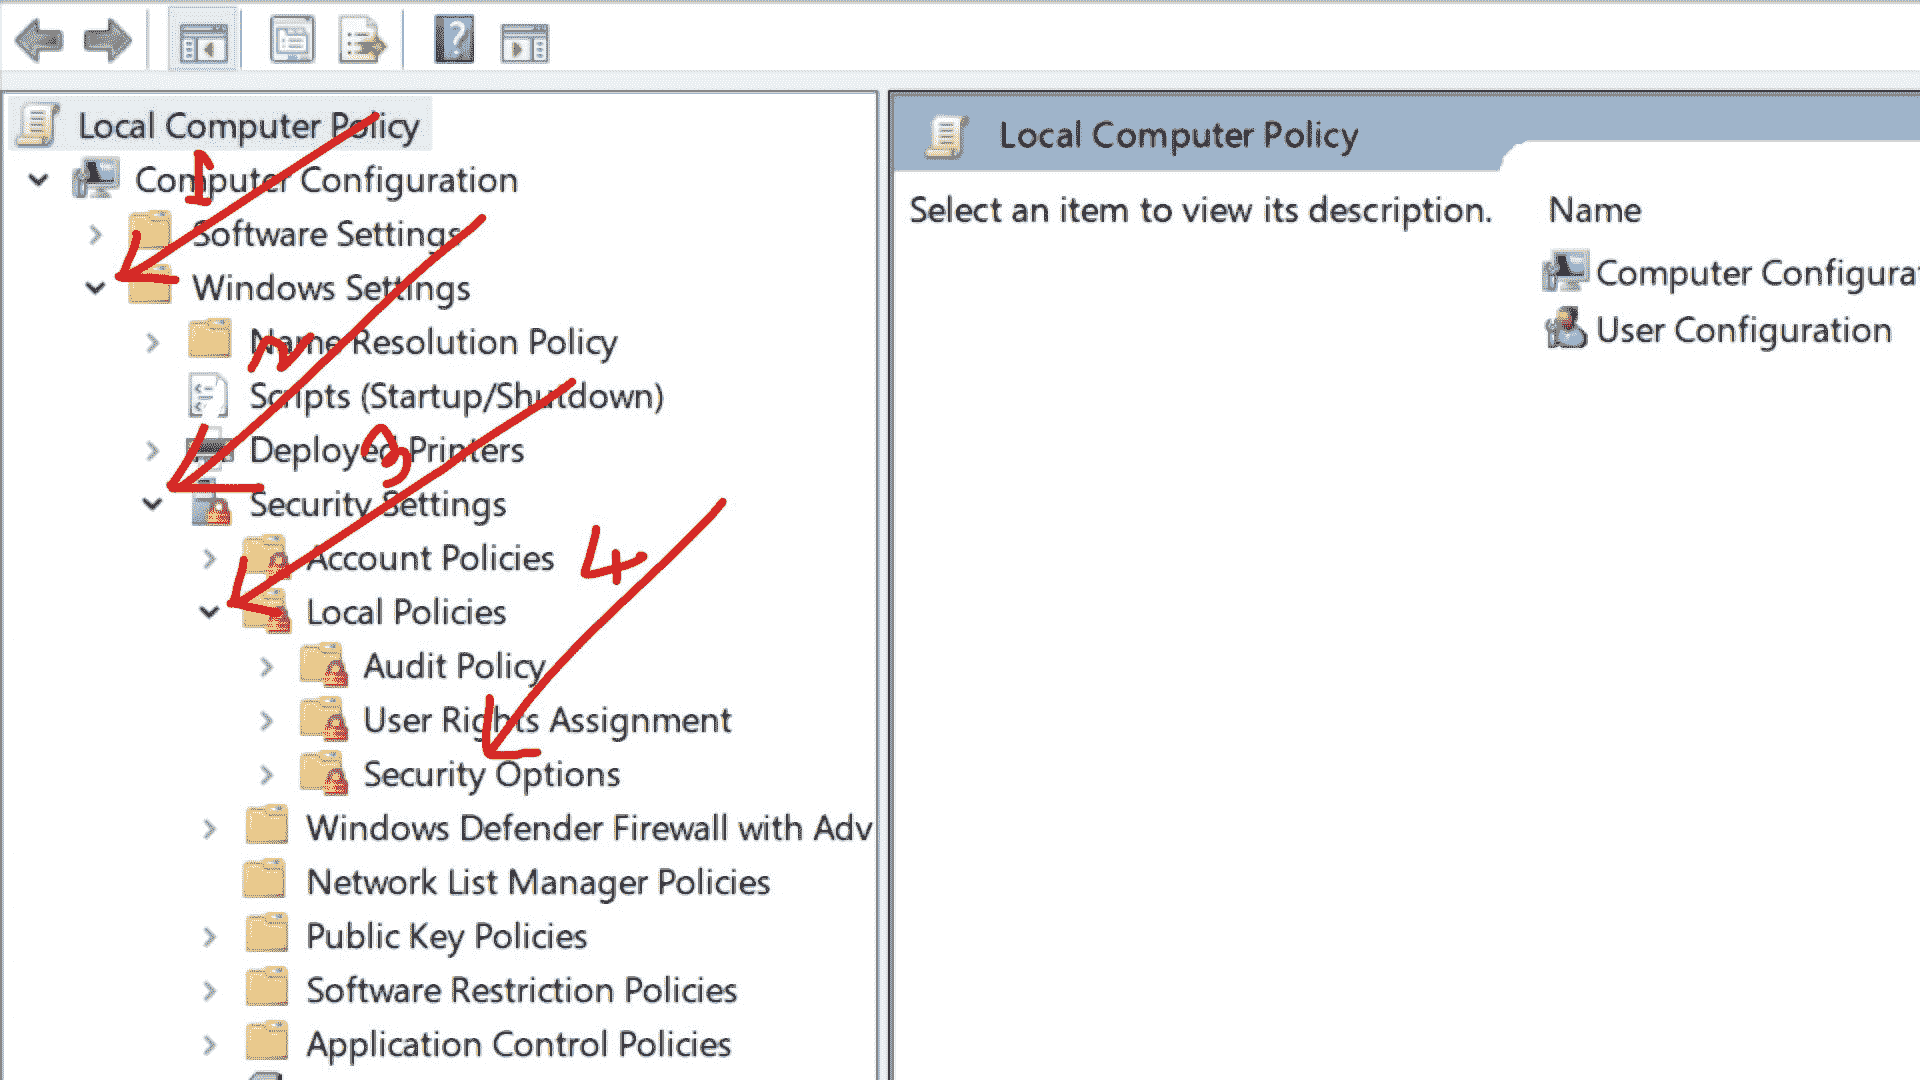 Local Computer Policy
Computer Configuration
Software Settings
Windows Settings
Name Resolution Policy
Scripts (Startup/Shutdown)
Deployed Printers
Security Settings
Account Policies
Local Policies
Audit Policy
User Rights Assignment
Security Options
Windows Defender Firewall with Adv
Network List Manager Policies
Public Key Policies
Software Restriction Policies
Application Control Policies
1
2
3
4
?
Local Computer Policy
Select an item to view its description.
Name
Computer Configura
User Configuration